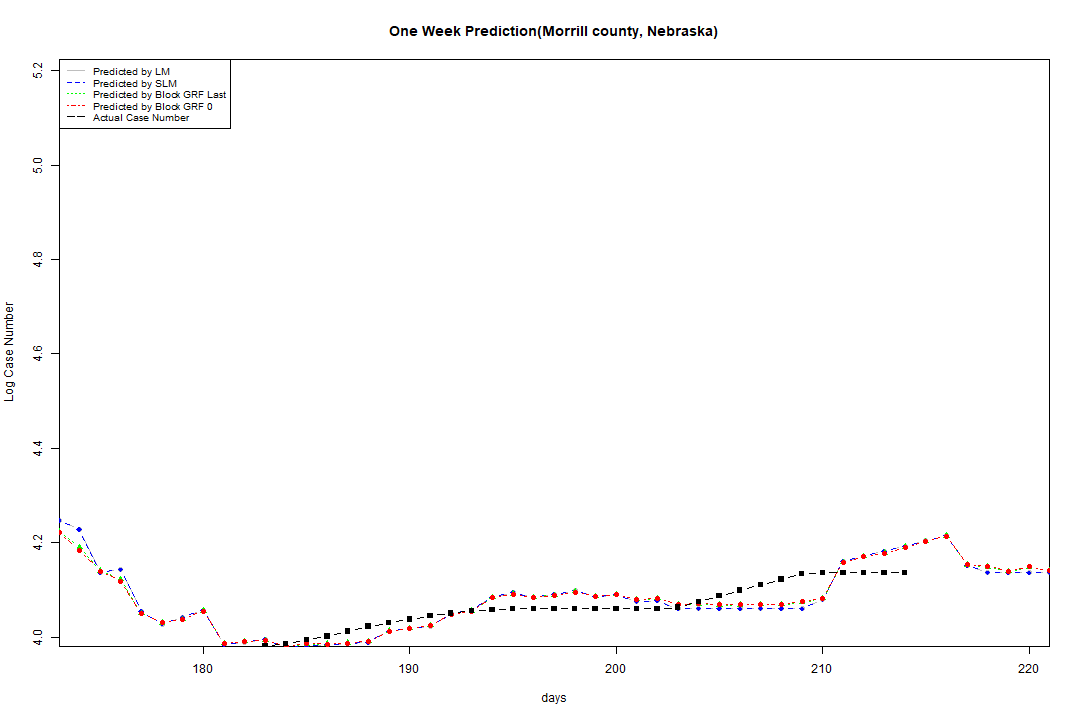 One Week Prediction(Morrill county, Nebraska)
Predicted by LM
Predicted by SLM
Predicted by Block GRF Last
Predicted by Block GRF 0
Actual Case Number
5.2
5.0
4.8
4.6
4.4
4.2
4.0
Log Case Number
180 190 200 210 220
days